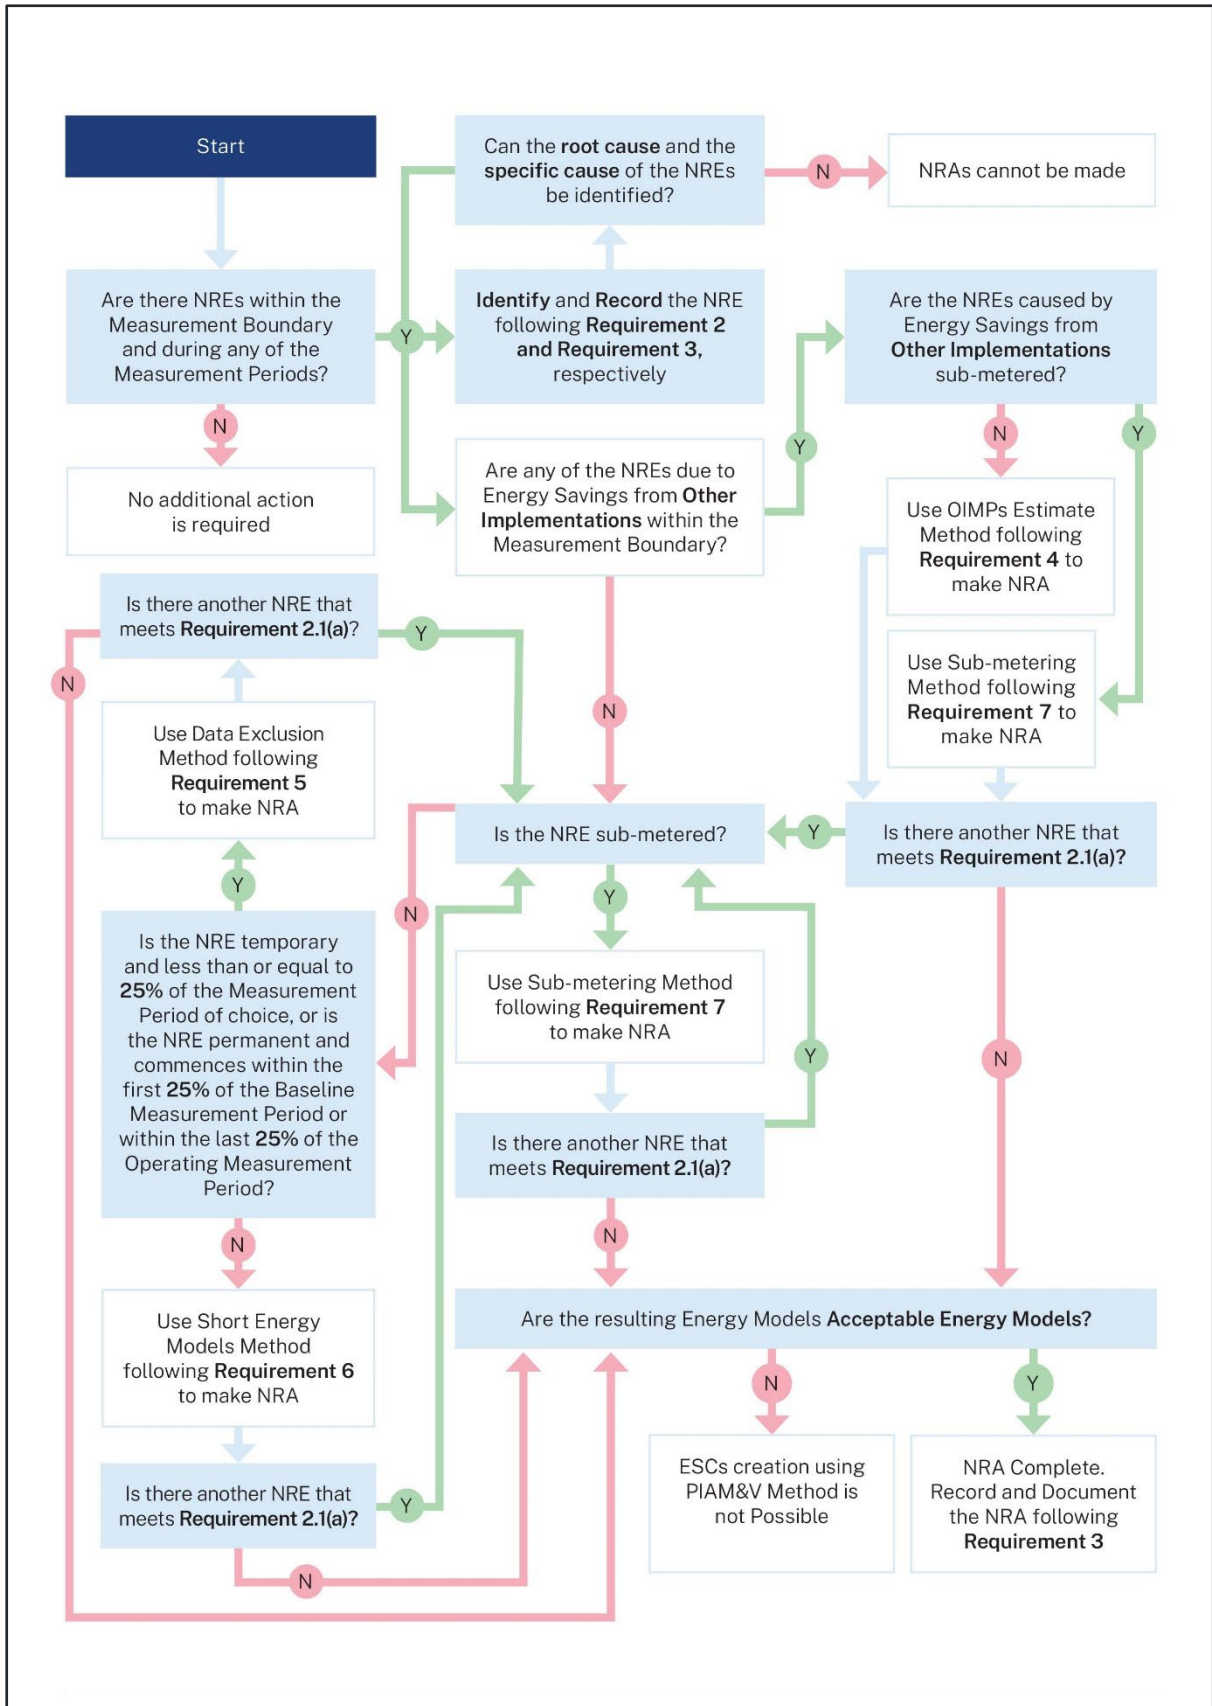 Start
Can the root cause and the
specific cause of the NREs
be identified?
N
NRAs cannot be made
Are there NREs within the
Measurement Boundary
and during any of the
Measurement Periods?
Y
Identify and Record the NRE
following Requirement 2
and Requirement 3,
respectively
Are the NREs caused by
Energy Savings from
Other Implementations
sub-metered?
N
No additional action
is required
Are any of the NREs due to
Energy Savings from Other
Implementations within the
Measurement Boundary?
Y
N
Y
Use OIMPs Estimate
Method following
Requirement 4 to
make NRA
Is there another NRE that
meets Requirement 2.1(a)?
Y
N
Use Sub-metering
Method following
Requirement 7 to
make NRA
Use Data Exclusion
Method following
Requirement 5
to make NRA
N
Is the NRE sub-metered?
Y
Is there another NRE that
meets Requirement 2.1(a)?
Y
N
Y
Is the NRE temporary
and less than or equal to
25% of the Measurement
Period of choice, or is
the NRE permanent and
commences within the
first 25% of the Baseline
Measurement Period or
within the last 25% of the
Operating Measurement
Period?
Use Sub-metering Method
following Requirement 7
to make NRA
Y
N
Is there another NRE that
meets Requirement 2.1(a)?
N
N
Use Short Energy
Models Method
following Requirement 6
to make NRA
Are the resulting Energy Models Acceptable Energy Models?
N
Y
Is there another NRE that
meets Requirement 2.1(a)?
Y
N
ESCs creation using
PIAM&V Method is
not Possible
NRA Complete.
Record and Document
the NRA following
Requirement 3